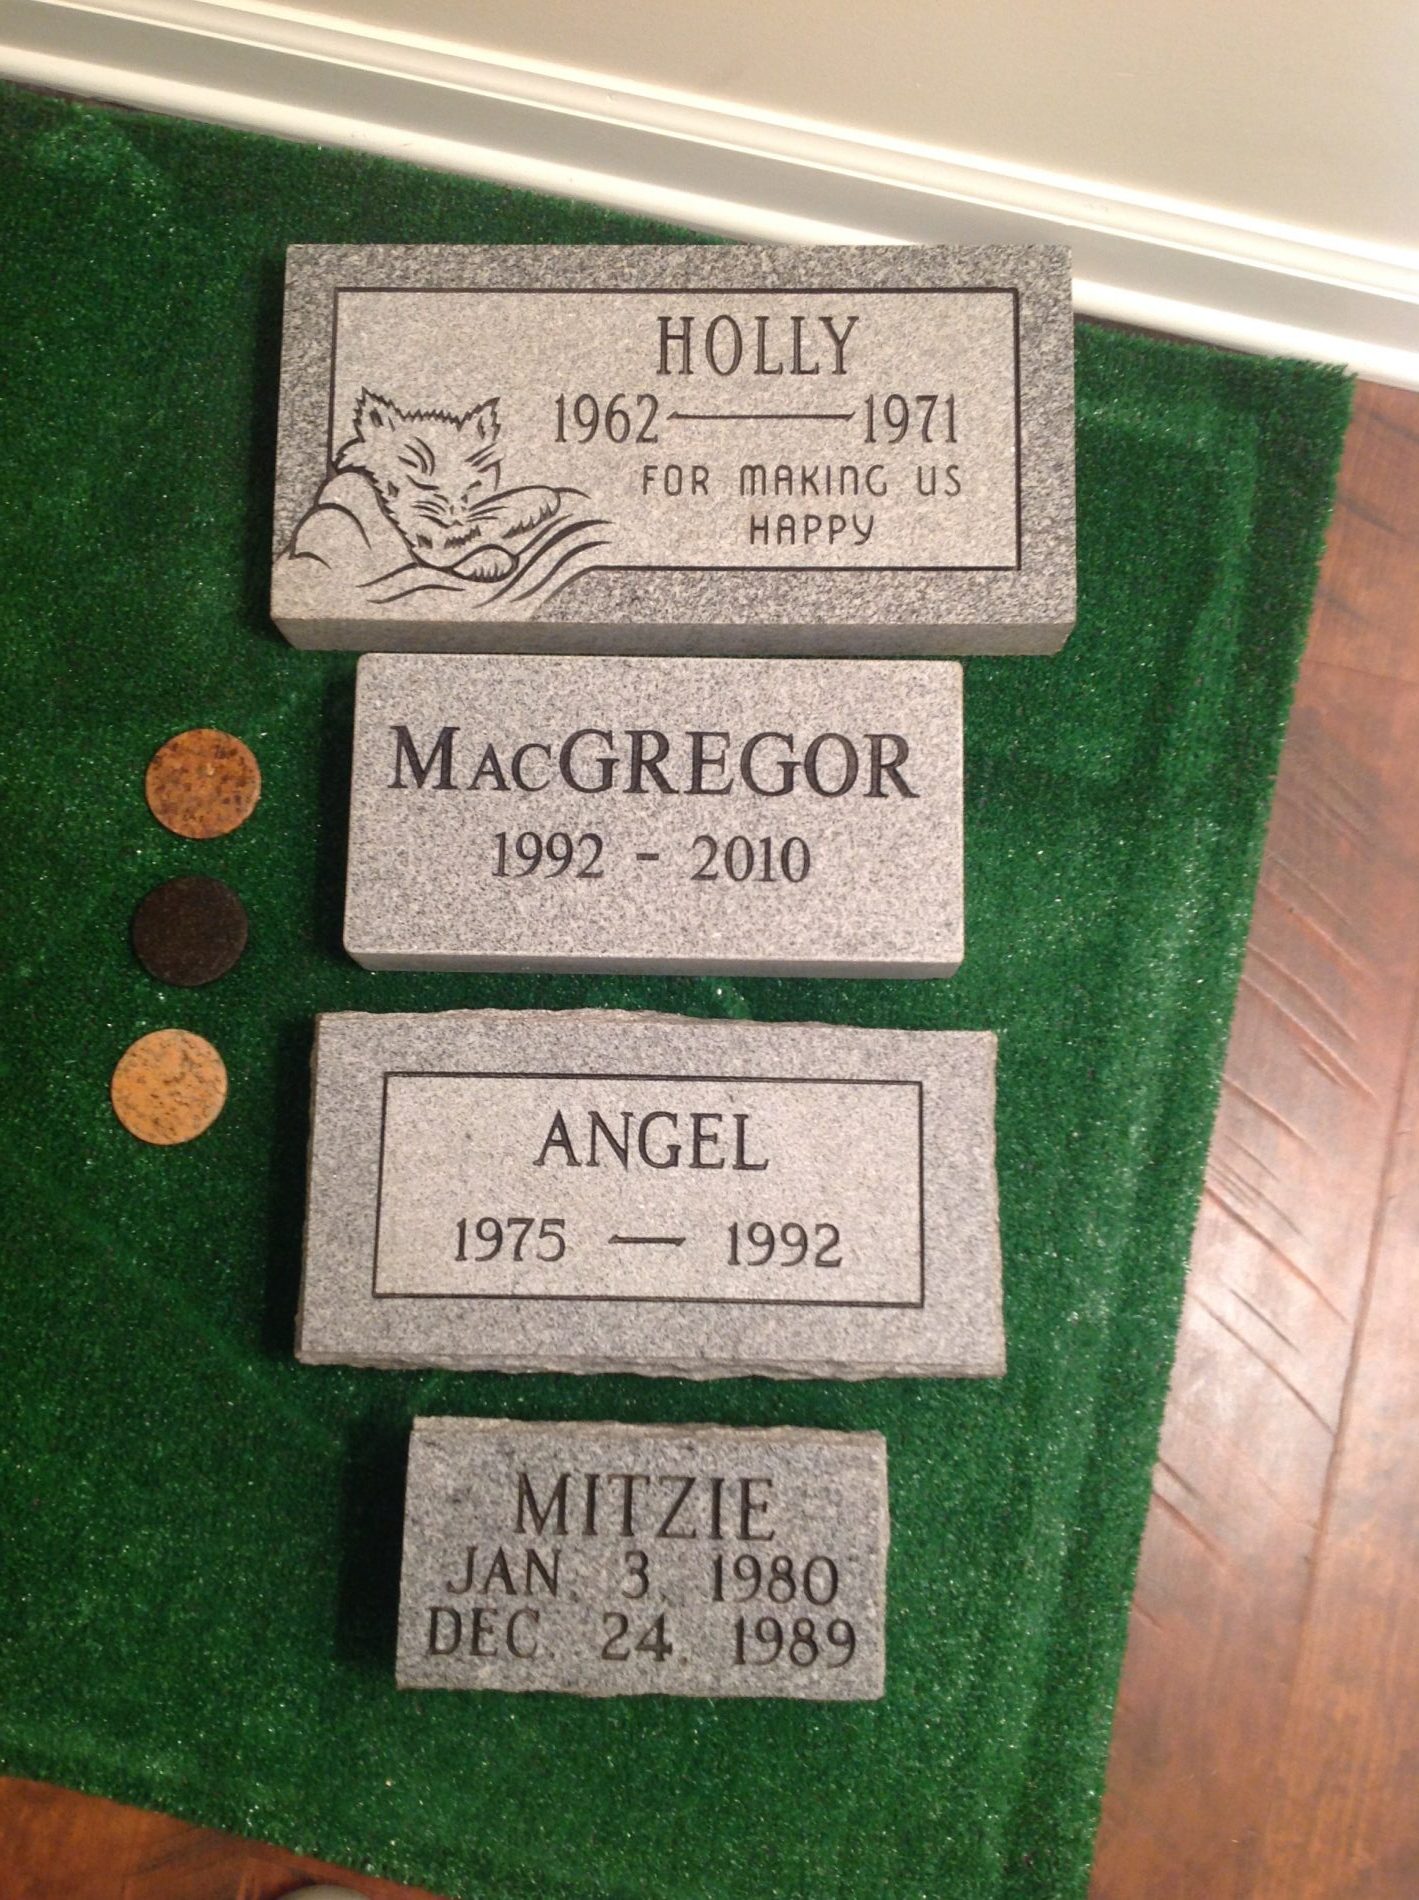 HOLLY
1962 — 1971
FOR MAKING US
HAPPY
MACGREGOR
1992 - 2010
ANGEL
1975 — 1992
MITZIE
JAN. 3, 1980
DEC. 24, 1989